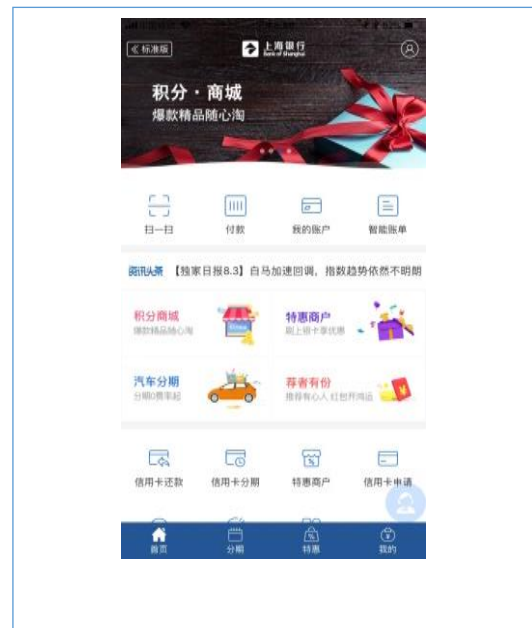 《标准版
上海银行
Bank of Shanghai
积分·商城
爆款精品随心淘
扫一扫
付款
我的账户
智能账单
资讯头条 【独家日报8.3】白马加速回调，指数趋势依然不明朗
积分商城
爆款精品随心淘
特惠商户
刷上银卡享优惠
汽车分期
分期0费率起
荐者有份
推荐有心人 红包开鸿运
信用卡还款
信用卡分期
特惠商户
信用卡申请
首页
分期
特惠
我的